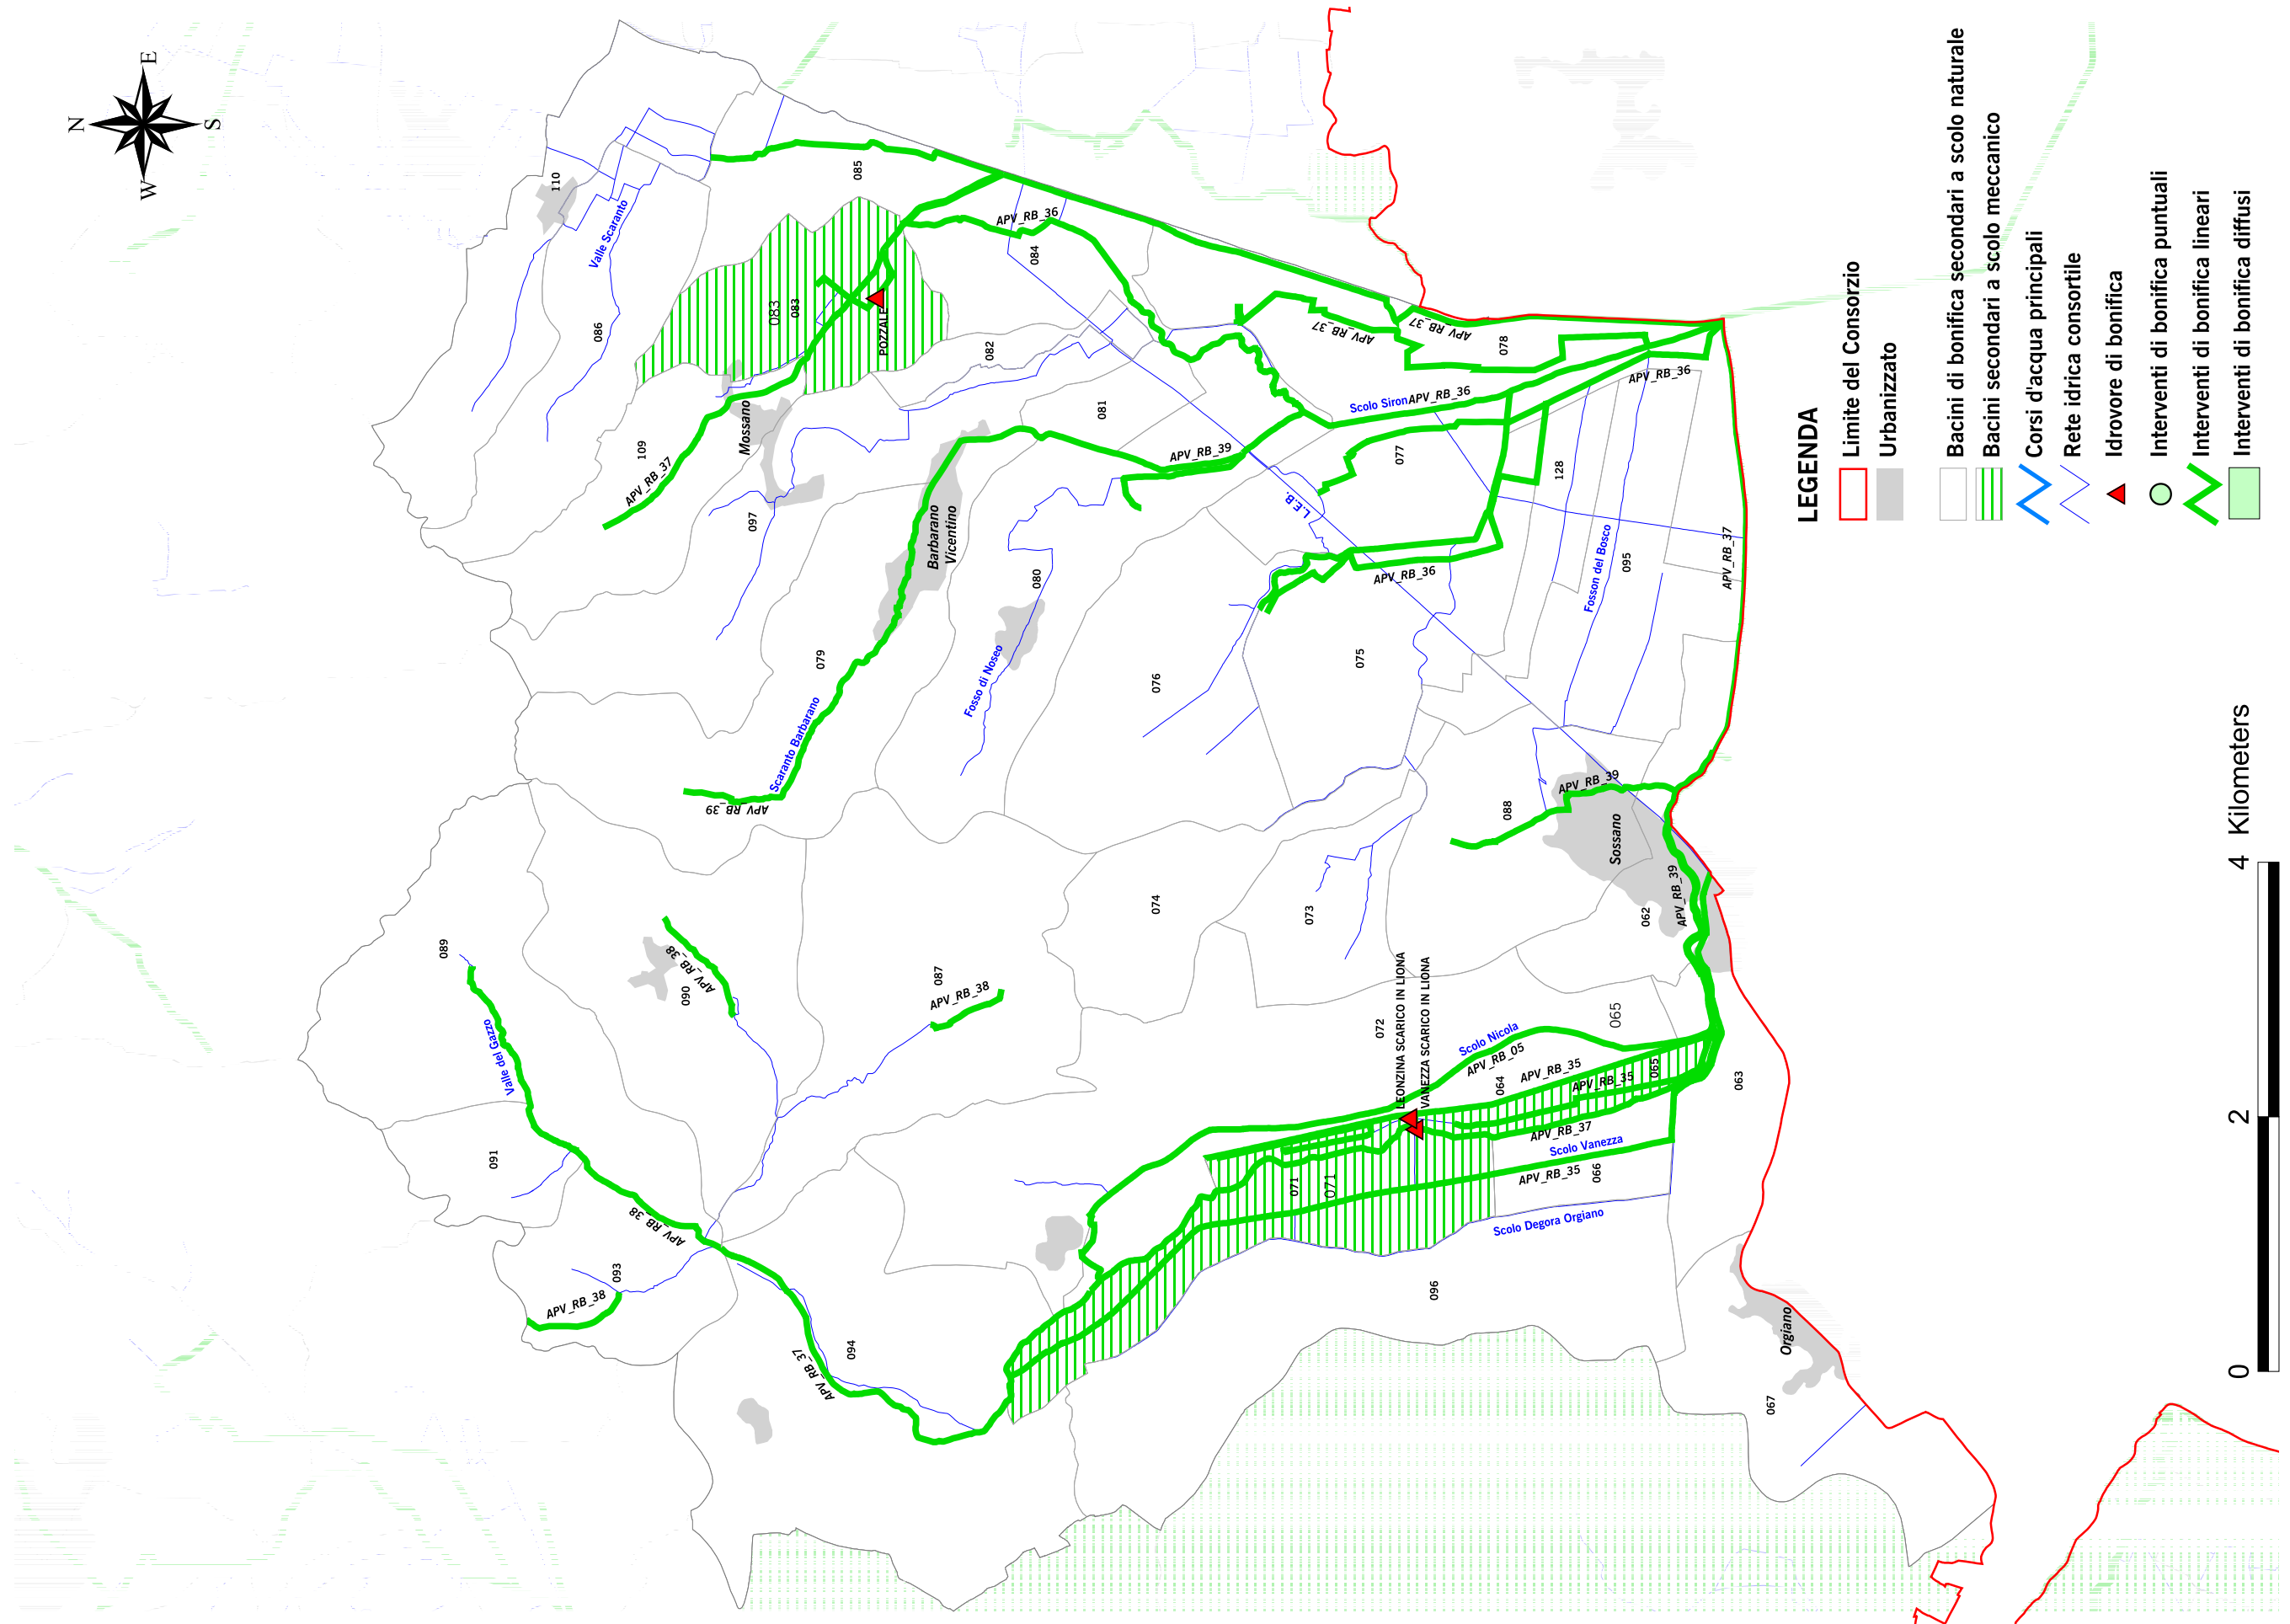 N
E
S
W
110
Valle Scaranto
086
085
083
083
POZZALE
APV_RB_36
084
082
109
APV_RB_37
Mossano
097
081
Barbarano
Vicentino
APV_RB_39
079
080
Fosso di Noseo
Scaranto Barbarano
APV_RB_39
APV_RB_37
APV_RB_37
078
Scolo Siron
APV_RB_36
APV_RB_36
077
128
L.E.B.
APV_RB_36
Fosson del Bosco
095
APV_RB_37
076
075
088
APV_RB_39
Sossano
APV_RB_39
062
074
073
072
089
Valle del Gazzo
090
APV_RB_38
087
APV_RB_38
091
APV_RB_38
093
APV_RB_38
094
APV_RB_37
LEONZINA SCARICO IN LIONA
VANEZZA SCARICO IN LIONA
Scolo Nicola
APV_RB_05
065
APV_RB_35
064
APV_RB_35
065
063
APV_RB_37
Scolo Vanezza
APV_RB_35
066
071
071
Scolo Degora Orgiano
096
Orgiano
067
LEGENDA
Limite del Consorzio
Urbanizzato
Bacini di bonifica secondari a scolo naturale
Bacini secondari a scolo meccanico
Corsi d'acqua principali
Rete idrica consortile
Idrovore di bonifica
Interventi di bonifica puntuali
Interventi di bonifica lineari
Interventi di bonifica diffusi
0 2 4 Kilometers